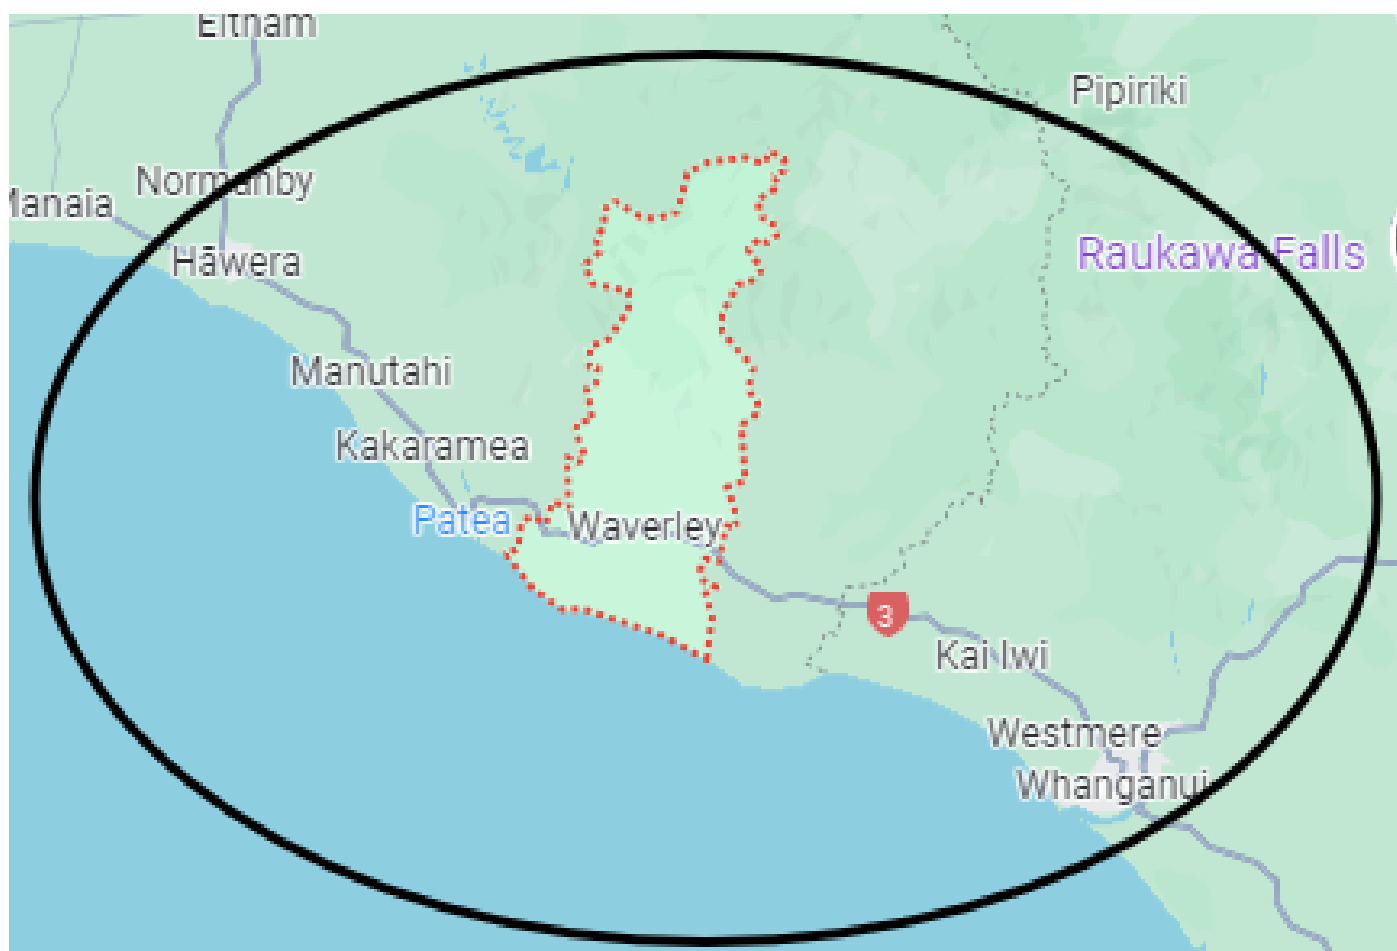 Eltham
Pipiriki
Normanby
Manaia
Raukawa Falls
Hāwera
Manutahi
Kakaramea
Patea
Waverley
3
Kai Iwi
Westmere
Whanganui